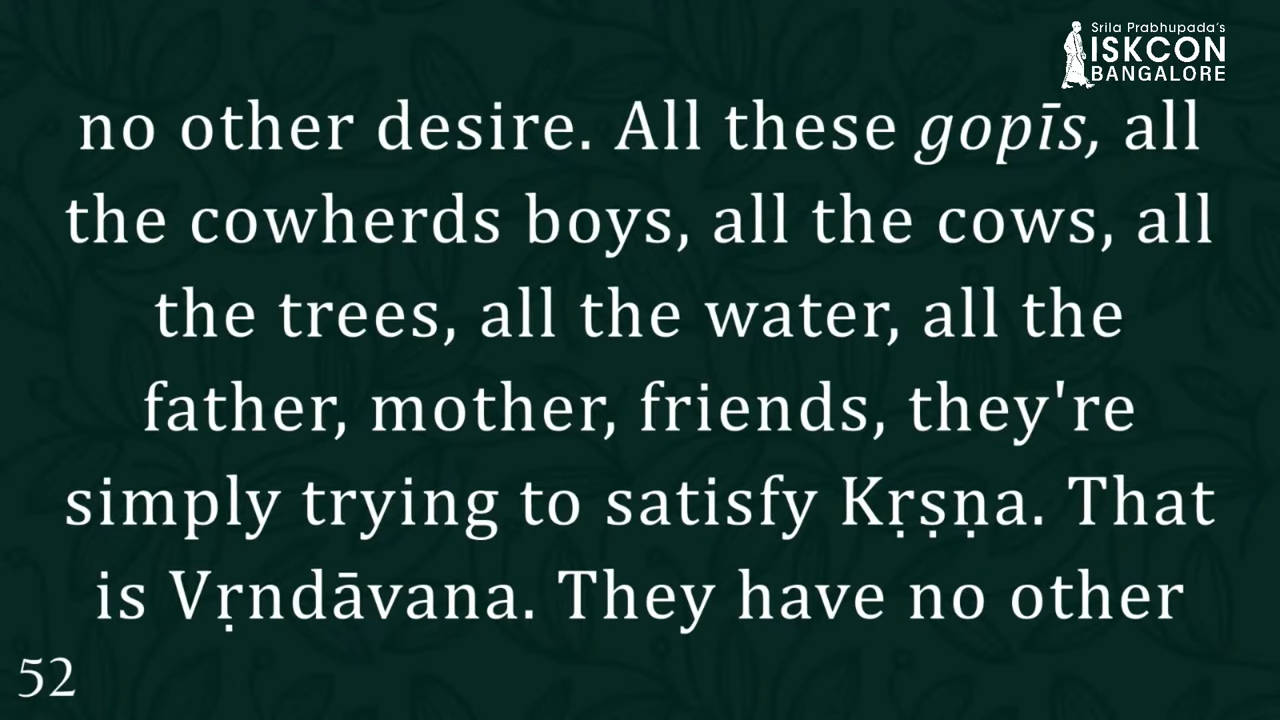 Srila Prabhupada's
ISKCON
BANGALORE
no other desire. All these gopīs, all
the cowherds boys, all the cows, all
the trees, all the water, all the
father, mother, friends, they're
simply trying to satisfy Kṛṣṇa. That
is Vṛndāvana. They have no other
52